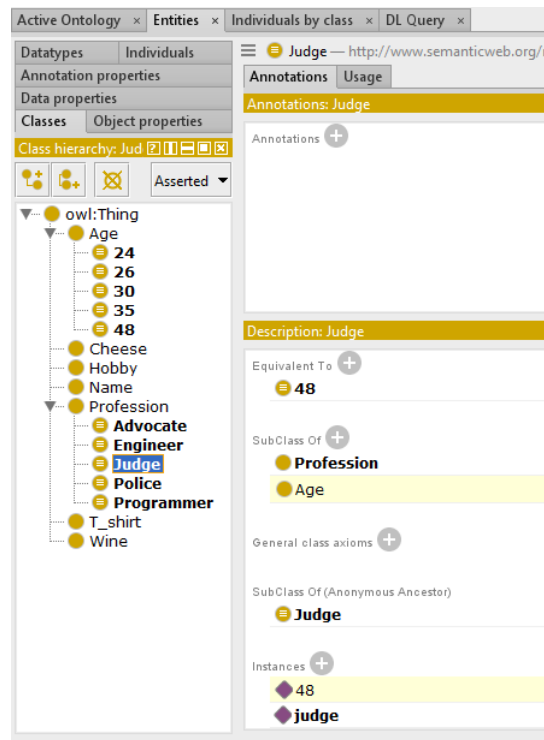 Active Ontology × Entities × Individuals by class × DL Query ×
Datatypes Individuals
Annotation properties
Data properties
Classes Object properties
Class hierarchy: Jud
Asserted
owl:Thing
Age
24
26
30
35
48
Cheese
Hobby
Name
Profession
Advocate
Engineer
Judge
Police
Programmer
T_shirt
Wine
Judge — http://www.semanticweb.org/
Annotations Usage
Annotations: Judge
Annotations
Description: Judge
Equivalent To
48
SubClass Of
Profession
Age
General class axioms
SubClass Of (Anonymous Ancestor)
Judge
Instances
48
judge